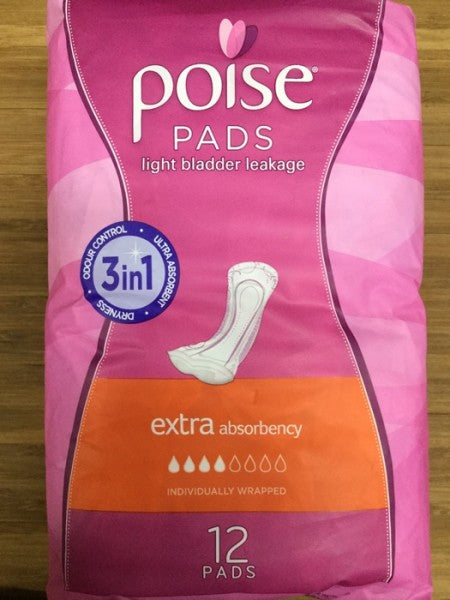 poise®
PADS
light bladder leakage
ODOUR CONTROL • ULTRA ABSORBENT • DRYNESS •
3in1
extra absorbency
INDIVIDUALLY WRAPPED
12
PADS